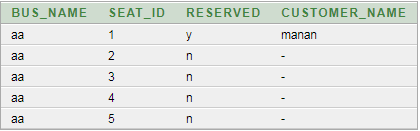 BUS_NAME SEAT_ID RESERVED CUSTOMER_NAME
aa 1 y manan
aa 2 n -
aa 3 n -
aa 4 n -
aa 5 n -